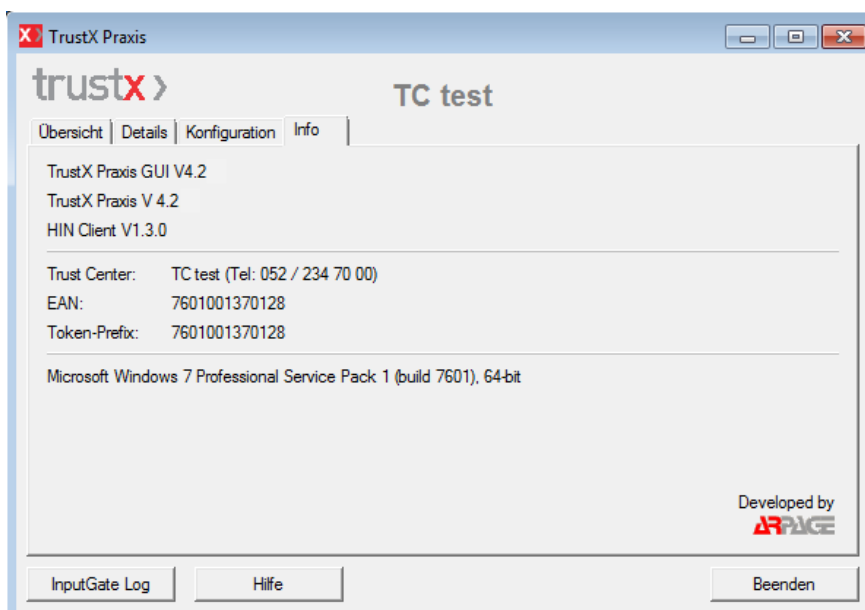 TrustX Praxis
trustx
TC test
Übersicht Details Konfiguration Info
TrustX Praxis GUI V4.2
TrustX Praxis V 4.2
HIN Client V1.3.0
Trust Center: TC test (Tel: 052 / 234 70 00)
EAN: 7601001370128
Token-Prefix: 7601001370128
Microsoft Windows 7 Professional Service Pack 1 (build 7601), 64-bit
Developed by
ARPAGE
InputGate Log Hilfe Beenden